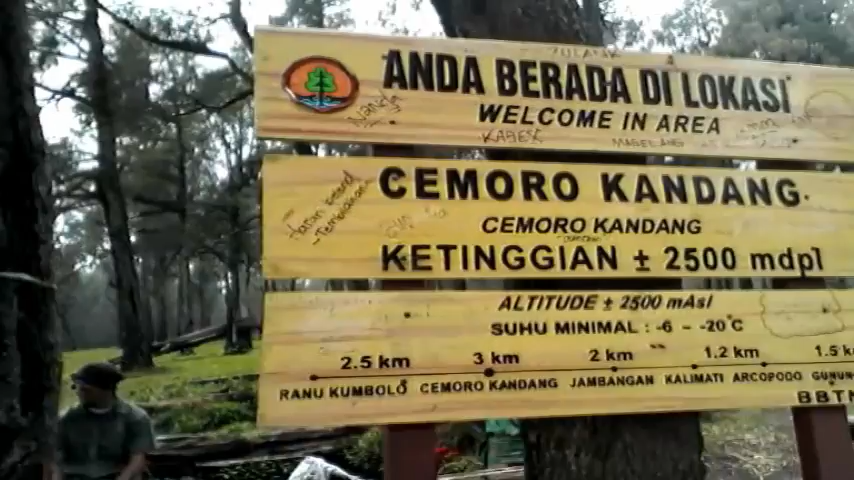 ANDA BERADA DI LOKASI
WELCOME IN AREA
CEMORO KANDANG
CEMORO KANDANG
KETINGGIAN ± 2500 mdpl
ALTITUDE ± 2500 mAsl
SUHU MINIMAL : -6 - -20°C
2.5 km 3 km 2 km 1.2 km 1.5
RANU KUMBOLO CEMORO KANDANG JAMBANGAN KALIMATI ARCOPODO
BBTN